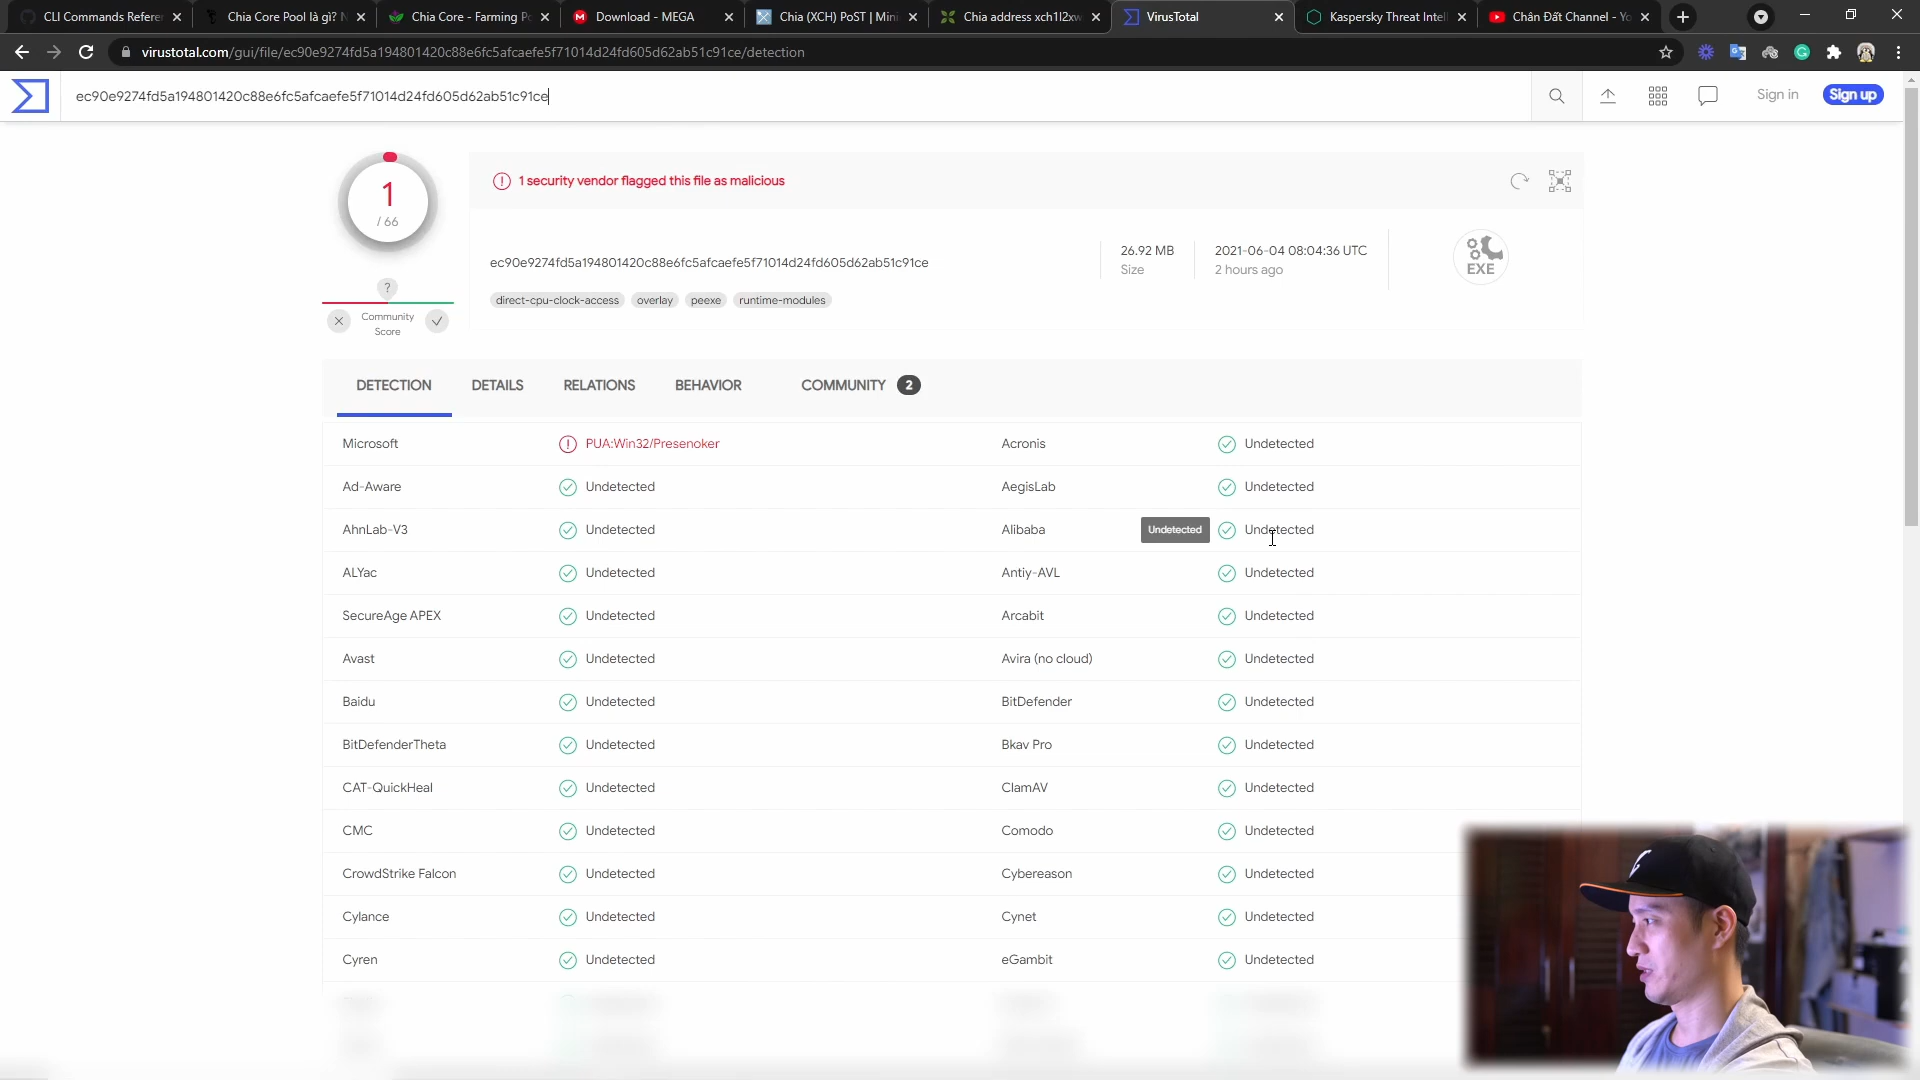 CLI Commands Referen
Chia Core Pool là gì? N
Chia Core - Farming Po
Download - MEGA
Chia (XCH) PoST | Mini
Chia address xch1l2xw
VirusTotal
Kaspersky Threat Intell
Chân Đất Channel - Yo
virustotal.com/gui/file/ec90e9274fd5a194801420c88e6fc5afcaefe5f71014d24fd605d62ab51c91ce/detection
ec90e9274fd5a194801420c88e6fc5afcaefe5f71014d24fd605d62ab51c91ce
Sign in
Sign up
1
/ 66
?
Community
Score
1 security vendor flagged this file as malicious
ec90e9274fd5a194801420c88e6fc5afcaefe5f71014d24fd605d62ab51c91ce
direct-cpu-clock-access
overlay
peexe
runtime-modules
26.92 MB
Size
2021-06-04 08:04:36 UTC
2 hours ago
EXE
DETECTION
DETAILS
RELATIONS
BEHAVIOR
COMMUNITY 2
Microsoft PUA:Win32/Presenoker Acronis Undetected
Ad-Aware Undetected AegisLab Undetected
AhnLab-V3 Undetected Alibaba Undetected Undetected
ALYac Undetected Antiy-AVL Undetected
SecureAge APEX Undetected Arcabit Undetected
Avast Undetected Avira (no cloud) Undetected
Baidu Undetected BitDefender Undetected
BitDefenderTheta Undetected Bkav Pro Undetected
CAT-QuickHeal Undetected ClamAV Undetected
CMC Undetected Comodo Undetected
CrowdStrike Falcon Undetected Cybereason Undetected
Cylance Undetected Cynet Undetected
Cyren Undetected eGambit Undetected